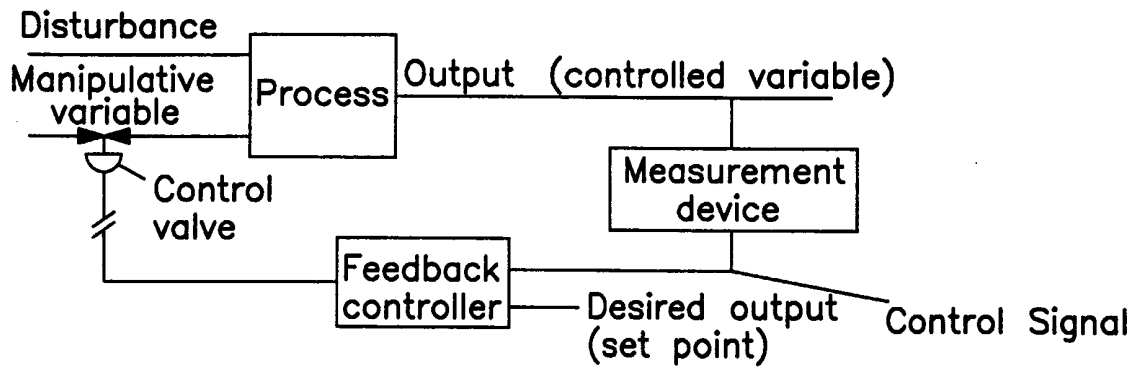 Disturbance
Manipulative
variable
Process
Output (controlled variable)
Measurement
device
Control
valve
Feedback
controller
Desired output
(set point)
Control Signal